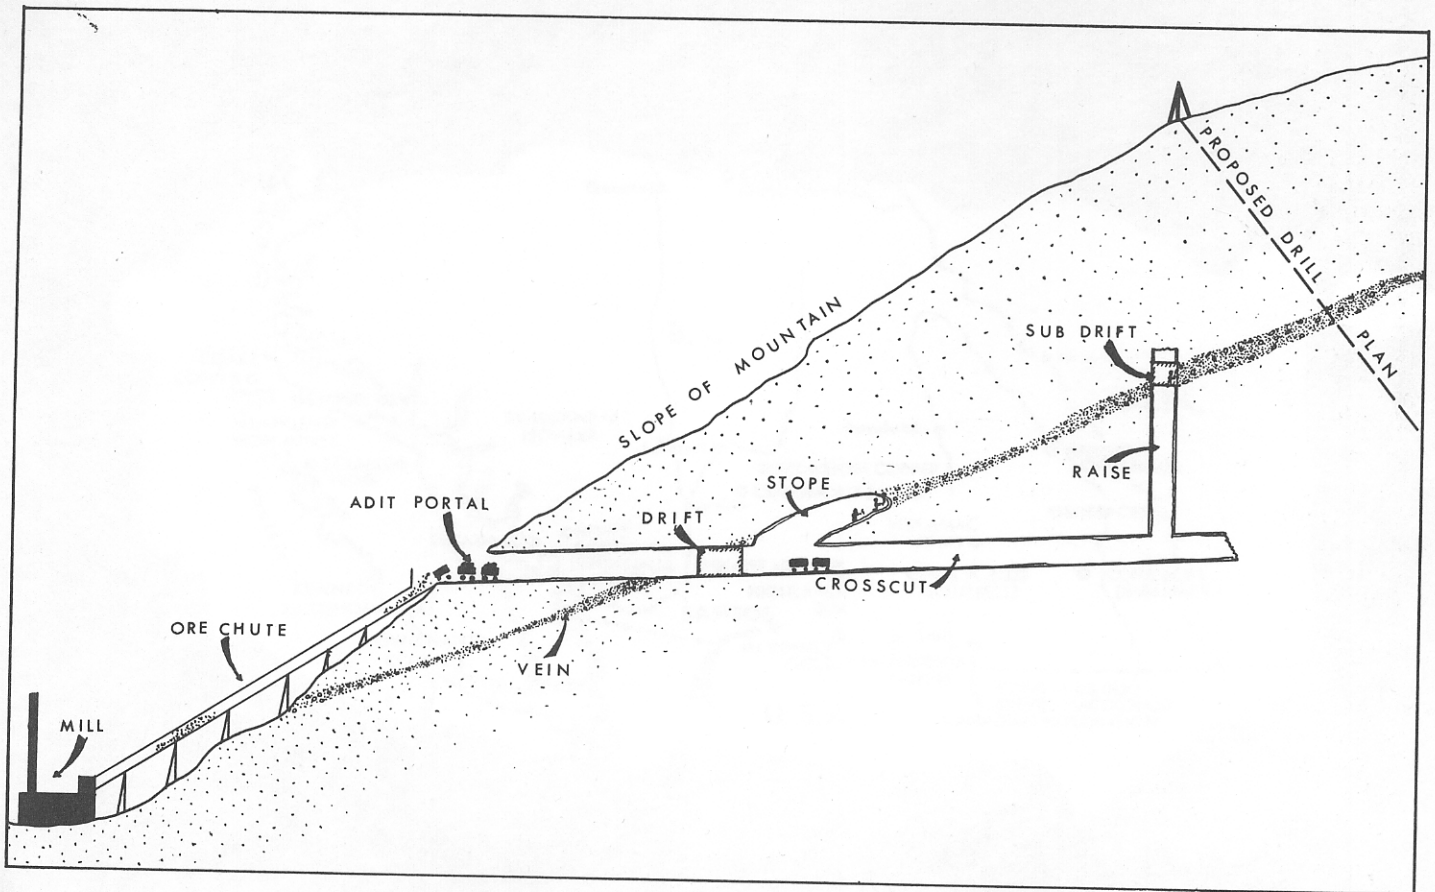 PROPOSED DRILL PLAN
SUB DRIFT
SLOPE OF MOUNTAIN
RAISE
STOPE
ADIT PORTAL
DRIFT
CROSSCUT
ORE CHUTE
VEIN
MILL